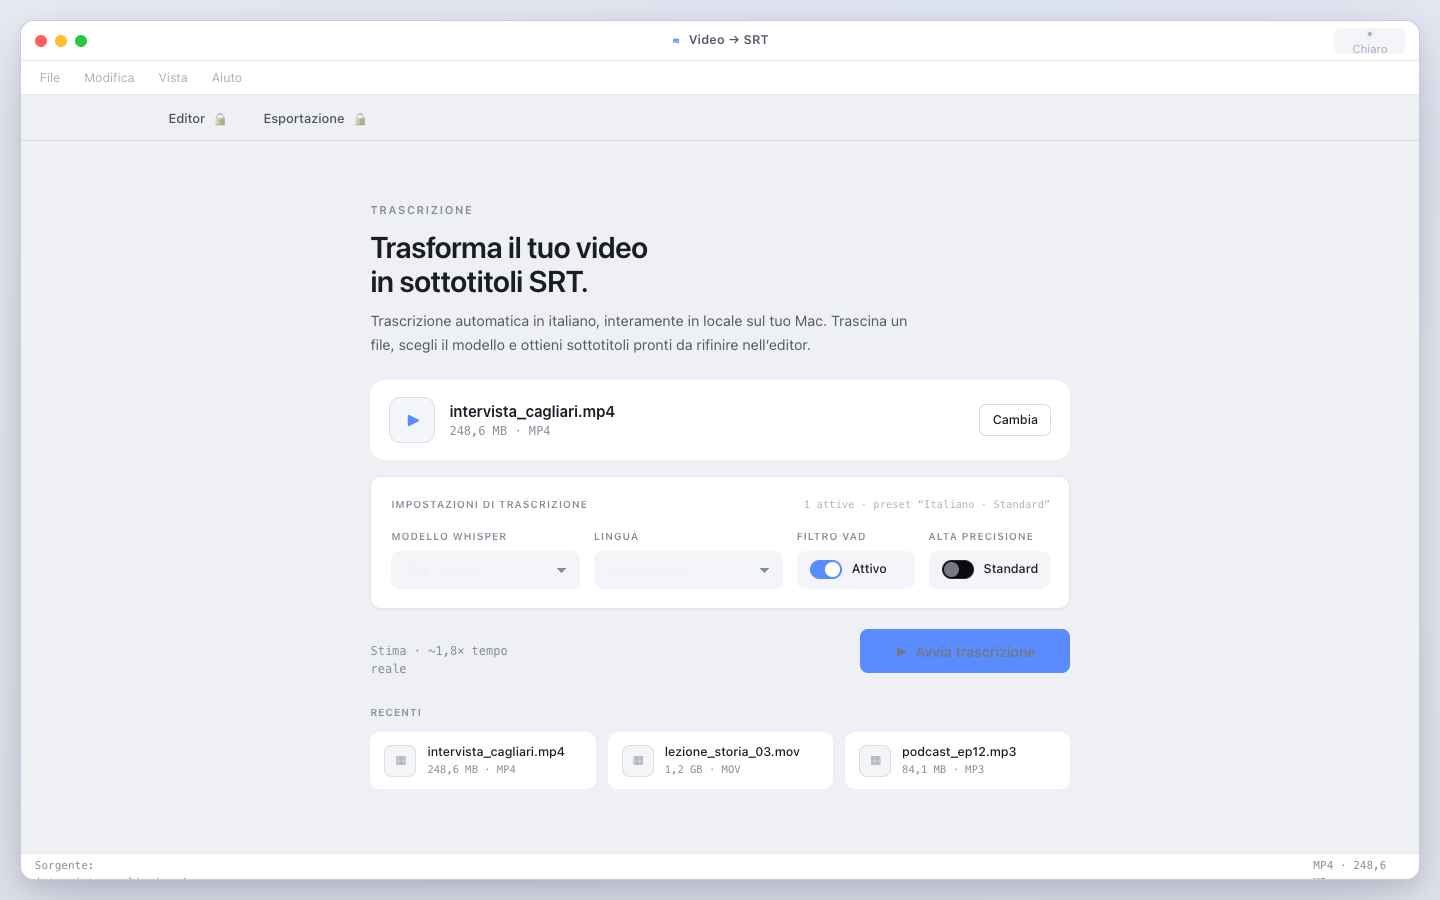 Video → SRT
Chiaro
File Modifica Vista Aiuto
Editor Esportazione
TRASCRIZIONE
Trasforma il tuo video
in sottotitoli SRT.
Trascrizione automatica in italiano, interamente in locale sul tuo Mac. Trascina un
file, scegli il modello e ottieni sottotitoli pronti da rifinire nell'editor.
intervista_cagliari.mp4
248,6 MB · MP4
Cambia
IMPOSTAZIONI DI TRASCRIZIONE
1 attive · preset "Italiano · Standard"
MODELLO WHISPER
LINGUA
FILTRO VAD
Attivo
ALTA PRECISIONE
Standard
Stima · ~1,8× tempo
reale
Avvia trascrizione
RECENTI
intervista_cagliari.mp4
248,6 MB · MP4
lezione_storia_03.mov
1,2 GB · MOV
podcast_ep12.mp3
84,1 MB · MP3
Sorgente:
MP4 · 248,6